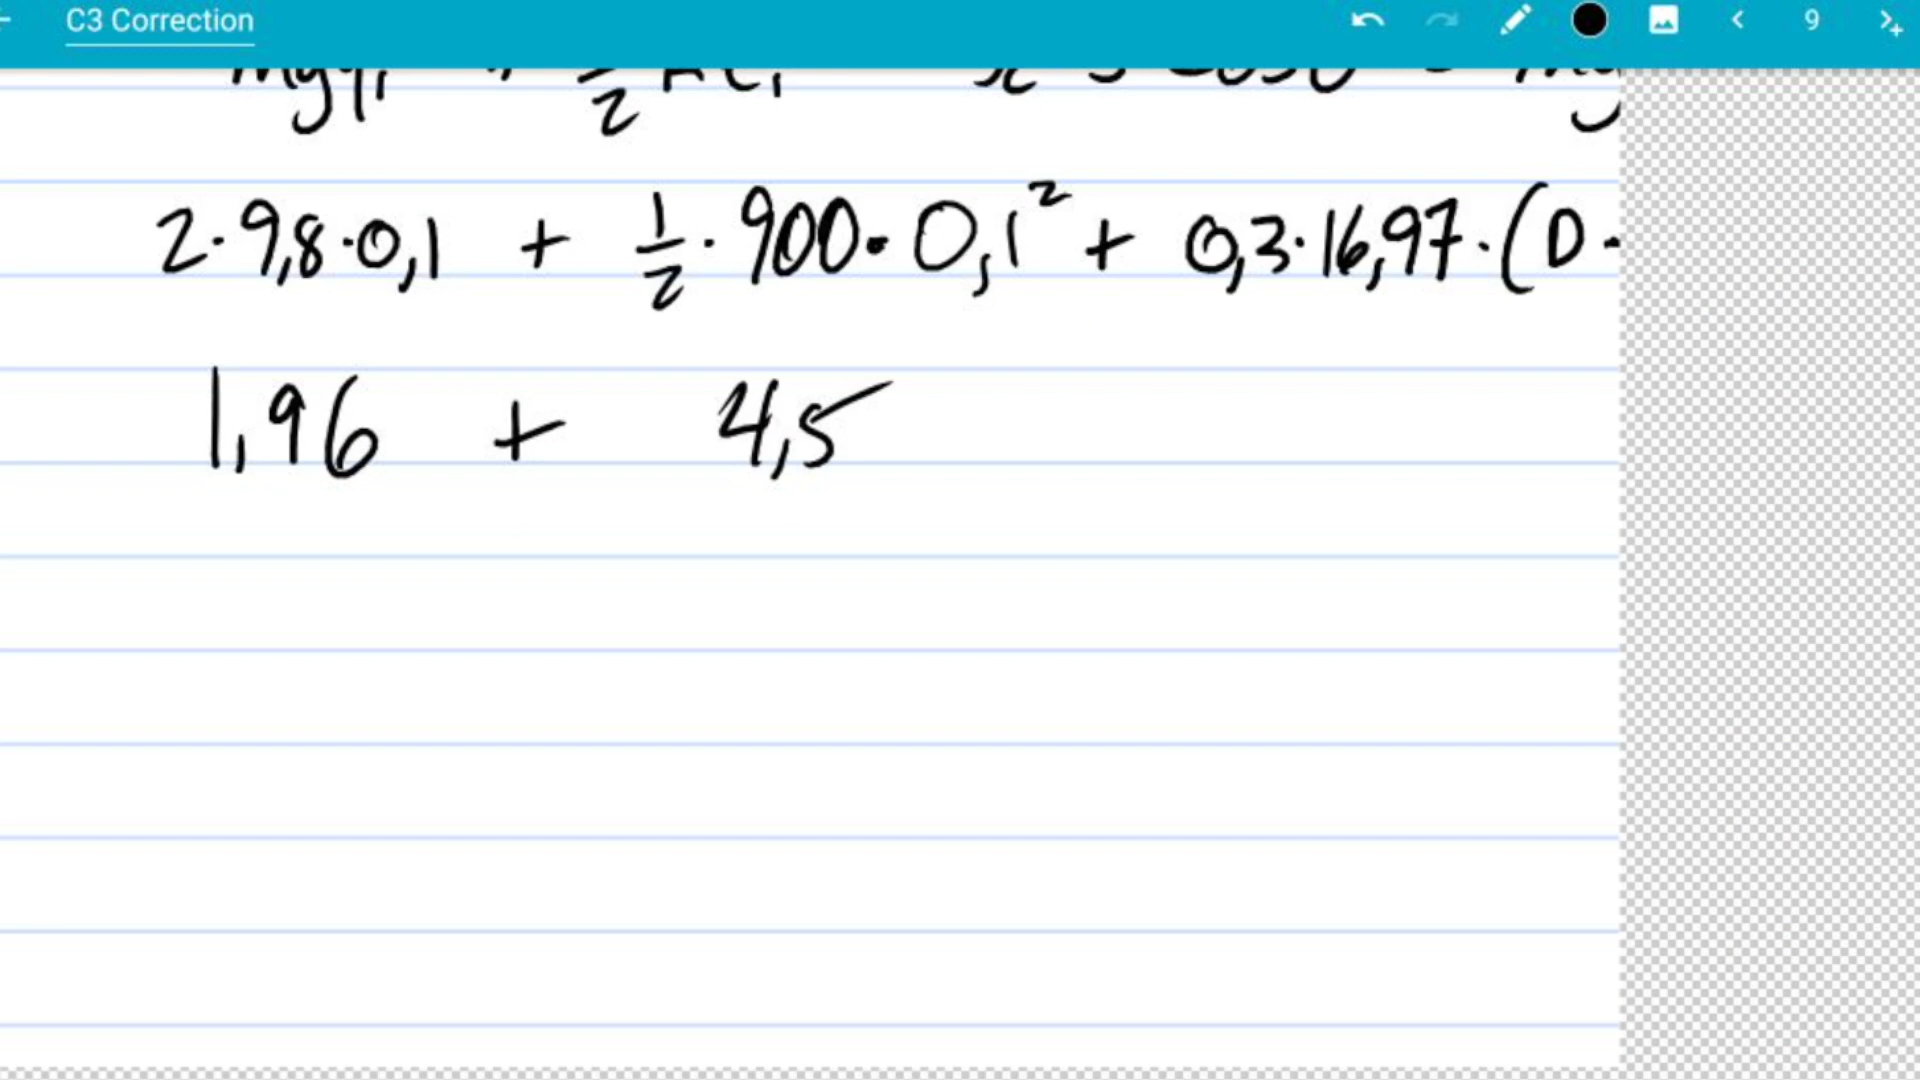 C3 Correction 9
2·9,8·0,1 + 1/2 · 900 · 0,1² + 0,3·16,97·(D·
1,96 + 4,5